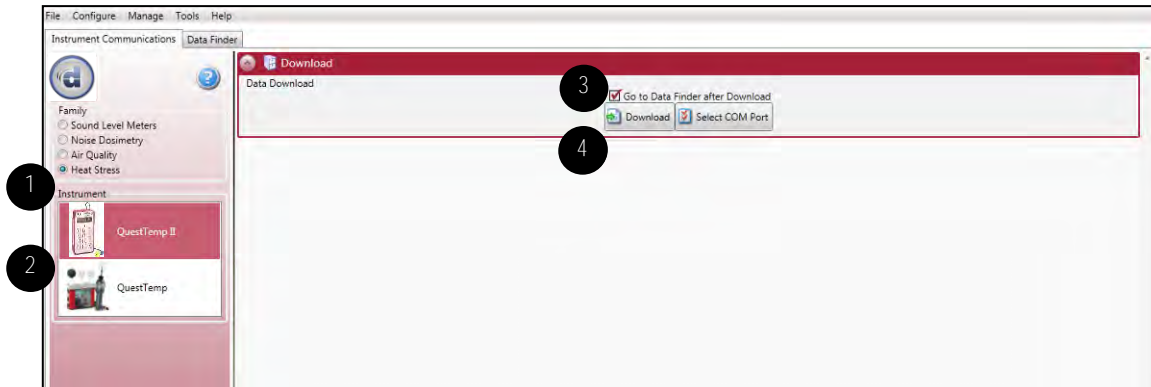 File Configure Manage Tools Help
Instrument Communications Data Finder
d
Download
Data Download
3
Go to Data Finder after Download
Download Select COM Port
4
Family
Sound Level Meters
Noise Dosimetry
Air Quality
Heat Stress
1
Instrument
QuestTemp II
2
QuestTemp